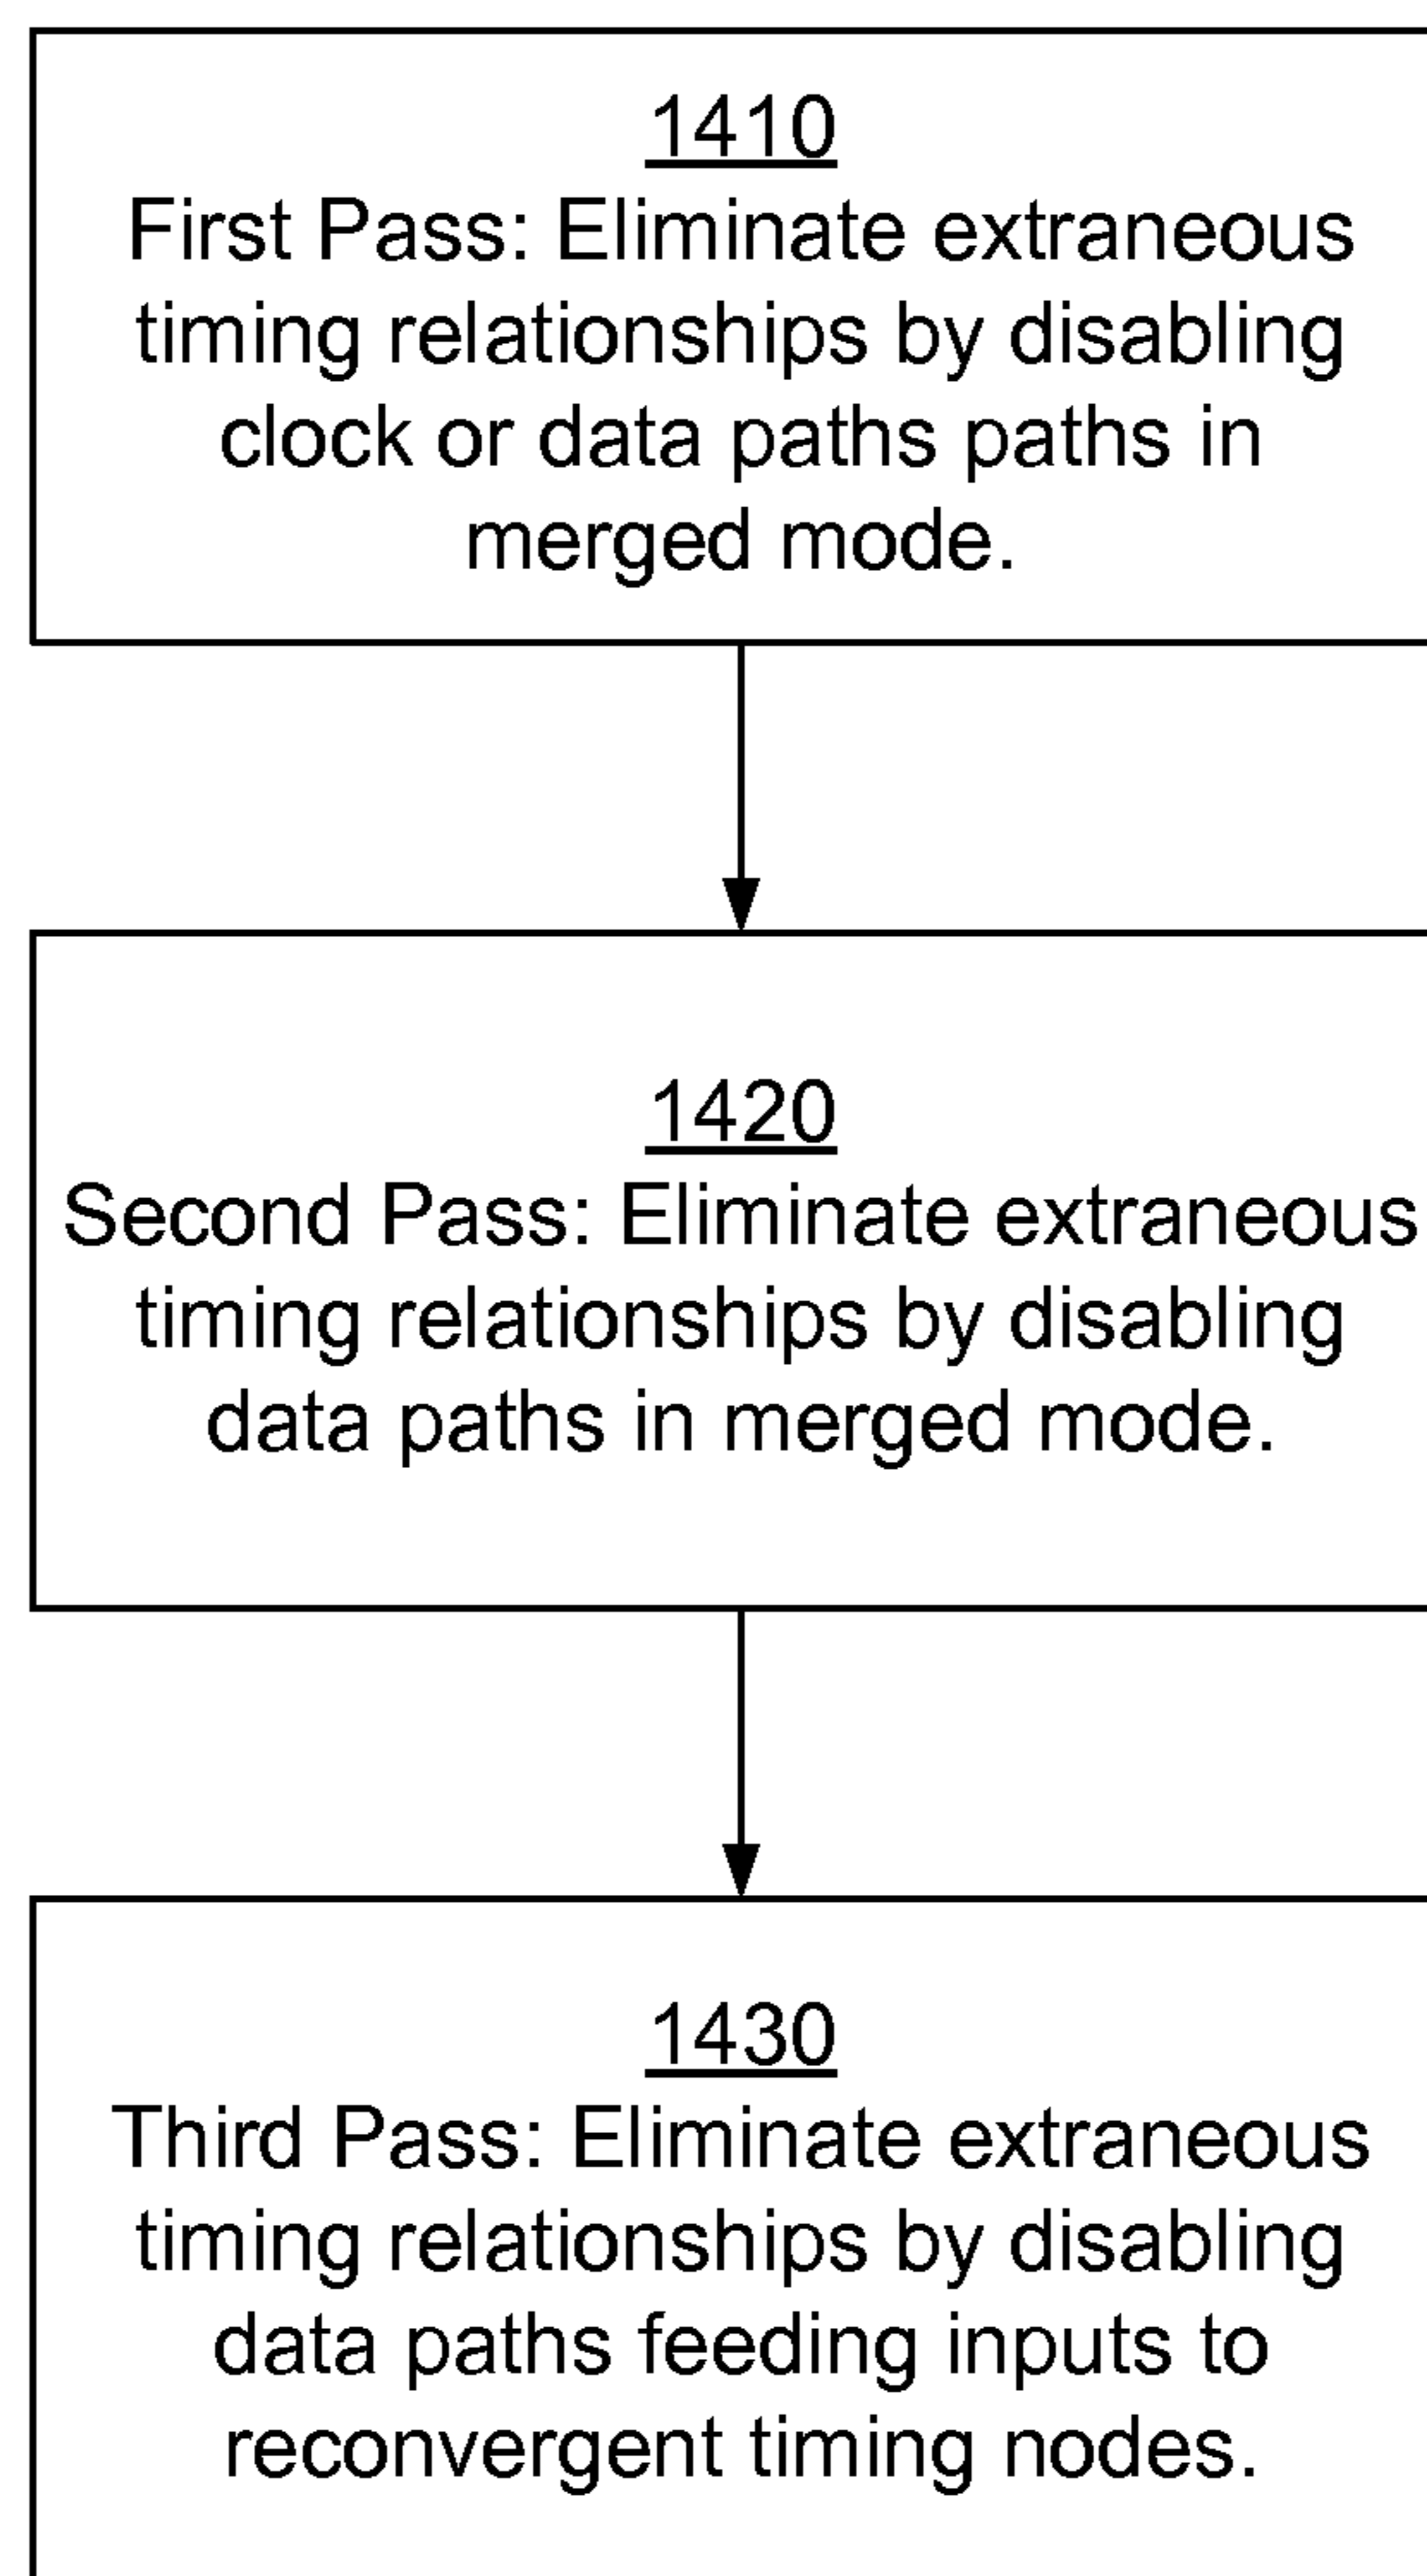 1410
First Pass: Eliminate extraneous
timing relationships by disabling
clock or data paths paths in
merged mode.
1420
Second Pass: Eliminate extraneous
timing relationships by disabling
data paths in merged mode.
1430
Third Pass: Eliminate extraneous
timing relationships by disabling
data paths feeding inputs to
reconvergent timing nodes.